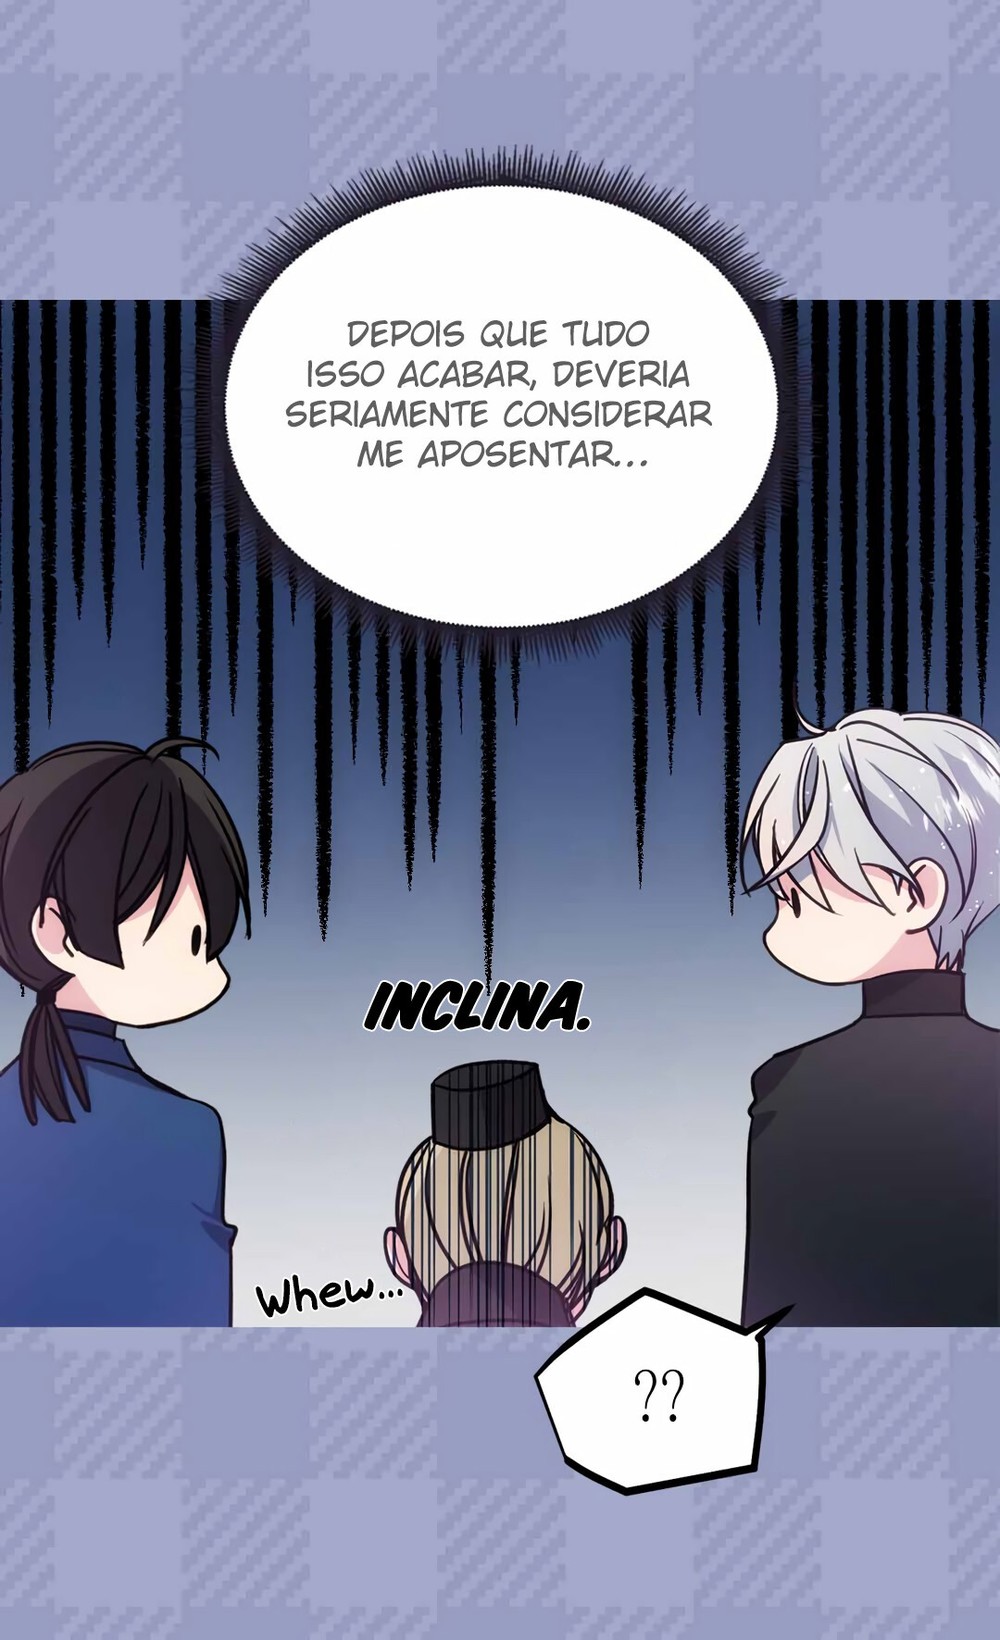 DEPOIS QUE TUDO
ISSO ACABAR, DEVERIA
SERIAMENTE CONSIDERAR
ME APOSENTAR...
INCLINA.
Whew...
??